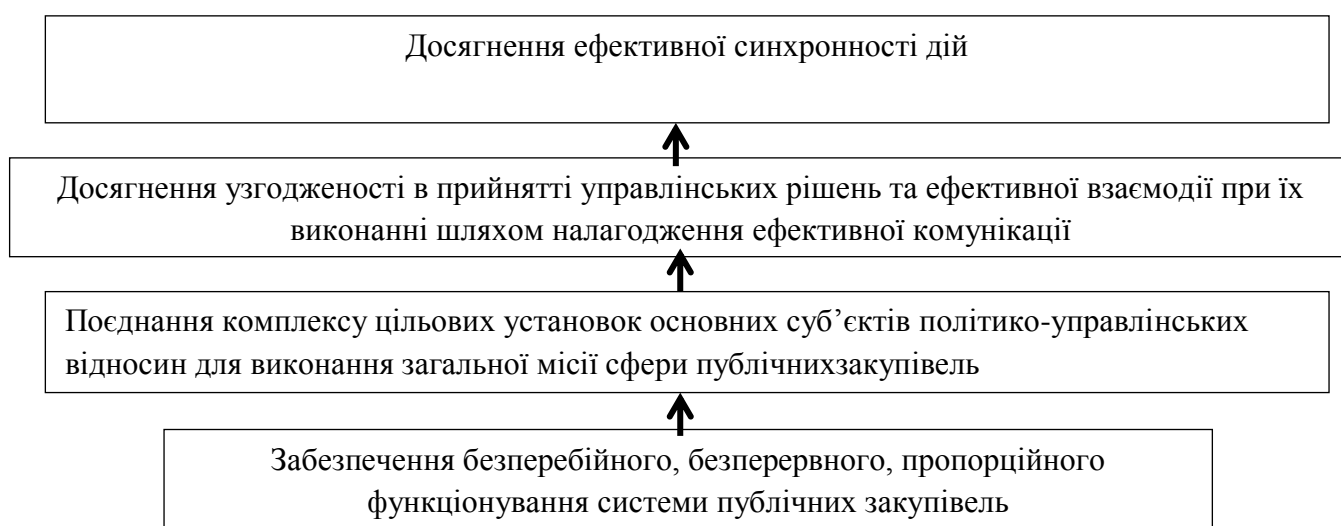 Досягнення ефективної синхронності дій
Досягнення узгодженості в прийнятті управлінських рішень та ефективної взаємодії при їх
виконанні шляхом налагодження ефективної комунікації
Поєднання комплексу цільових установок основних суб’єктів політико-управлінських
відносин для виконання загальної місії сфери публічнихзакупівель
Забезпечення безперебійного, безперервного, пропорційного
функціонування системи публічних закупівель